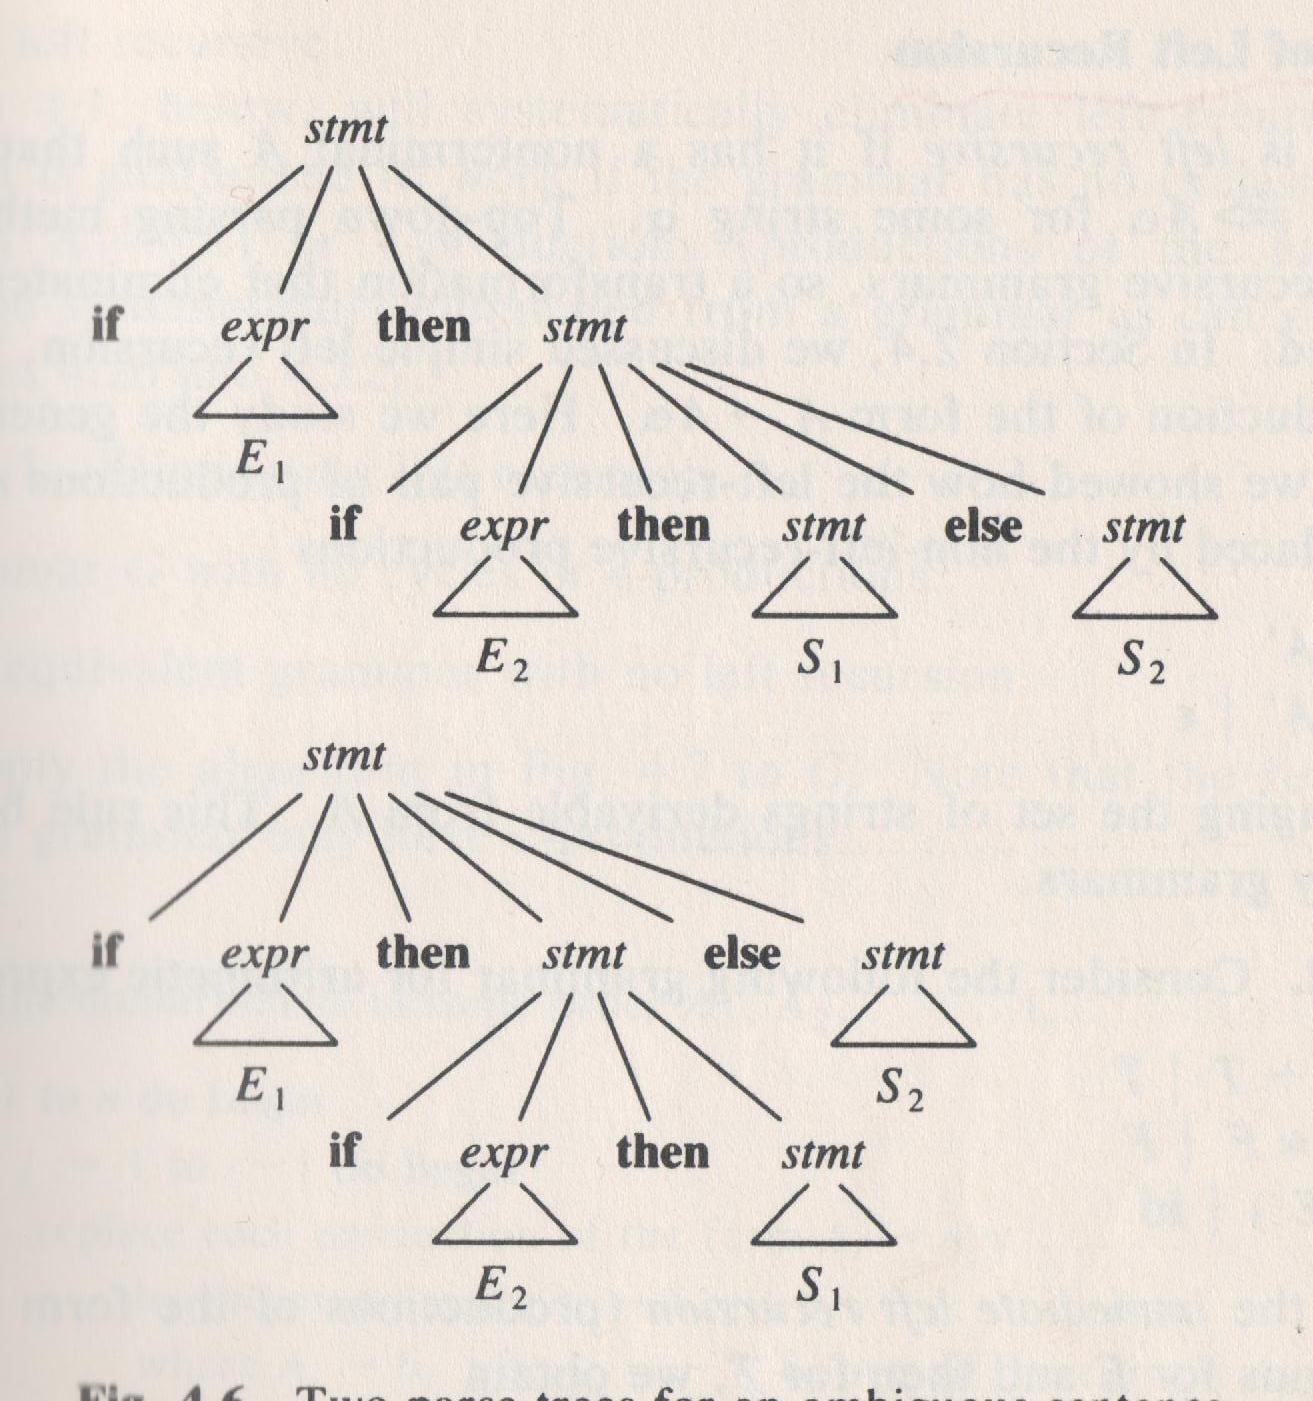 stmt
if expr then stmt
E1
if expr then stmt else stmt
E2 S1 S2
stmt
if expr then stmt else stmt
E1 S2
if expr then stmt
E2 S1
Fig. 4.6 Two parse trees for an ambiguous sentence